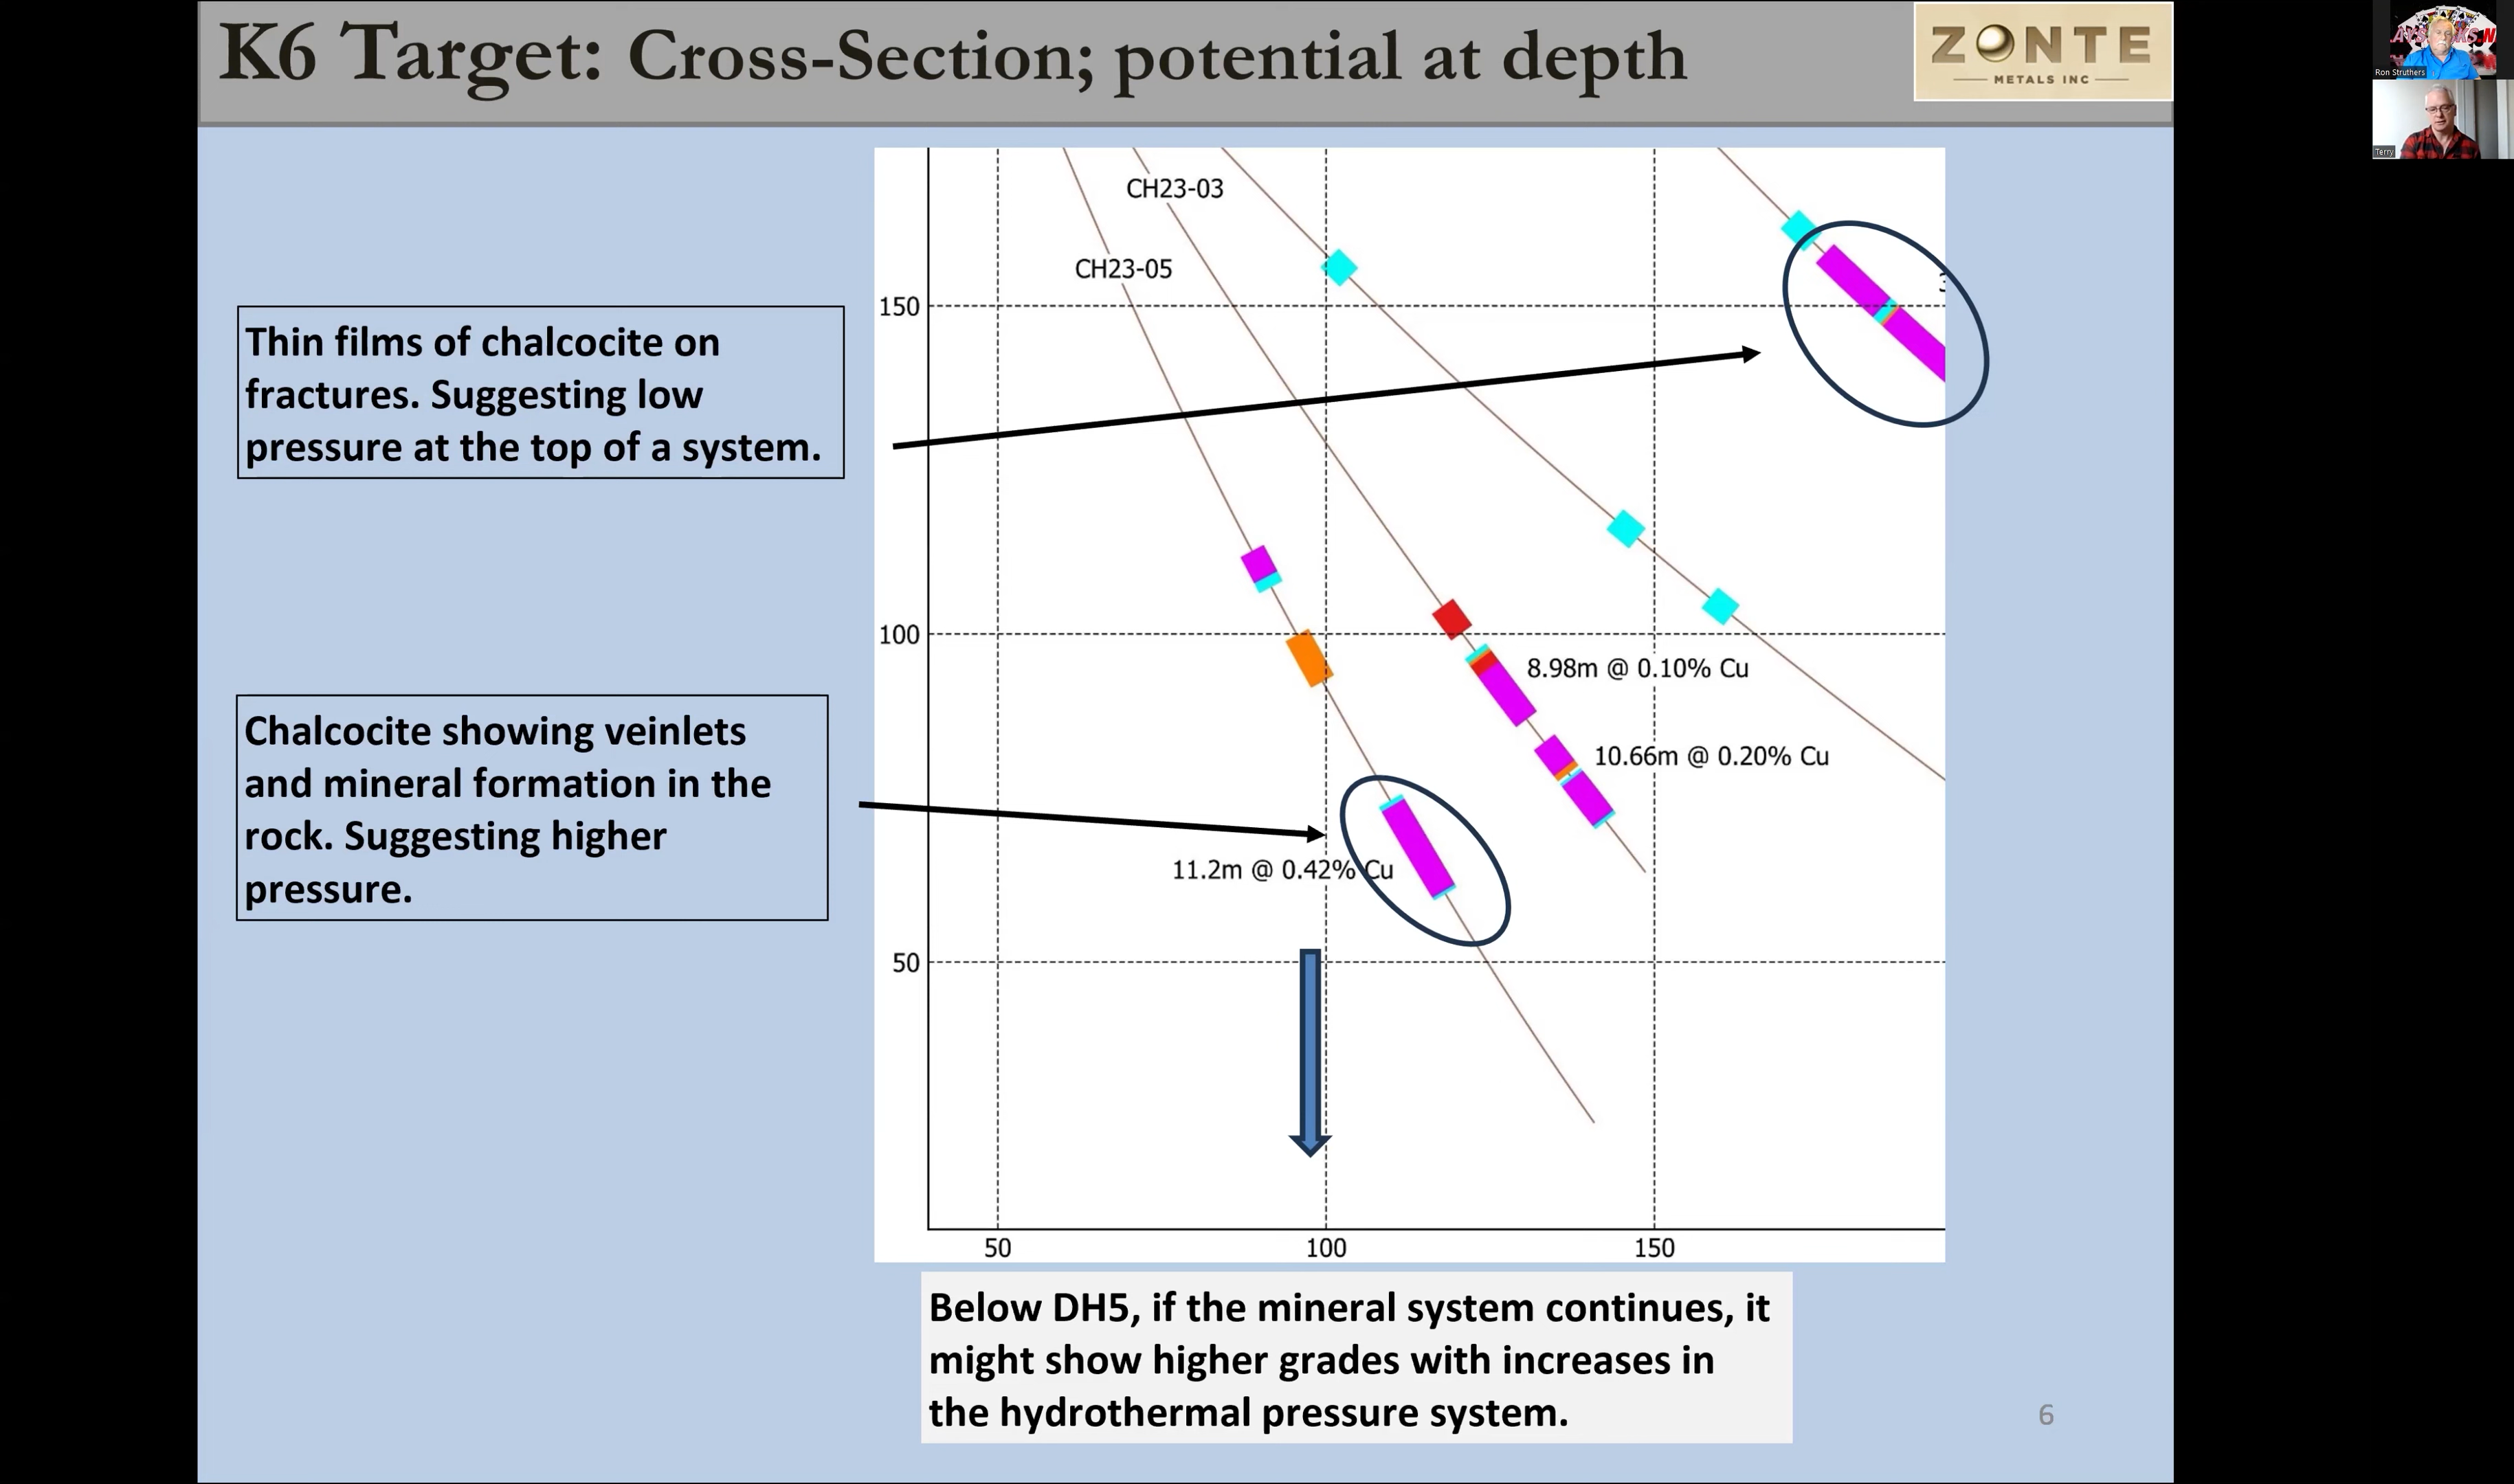 K6 Target: Cross-Section; potential at depth
ZONTE
METALS INC
Ron Struthers
Terry
Thin films of chalcocite on
fractures. Suggesting low
pressure at the top of a system.
Chalcocite showing veinlets
and mineral formation in the
rock. Suggesting higher
pressure.
CH23-03
CH23-05
150
100
50
8.98m @ 0.10% Cu
10.66m @ 0.20% Cu
11.2m @ 0.42% Cu
50
100
150
Below DH5, if the mineral system continues, it
might show higher grades with increases in
the hydrothermal pressure system.
6